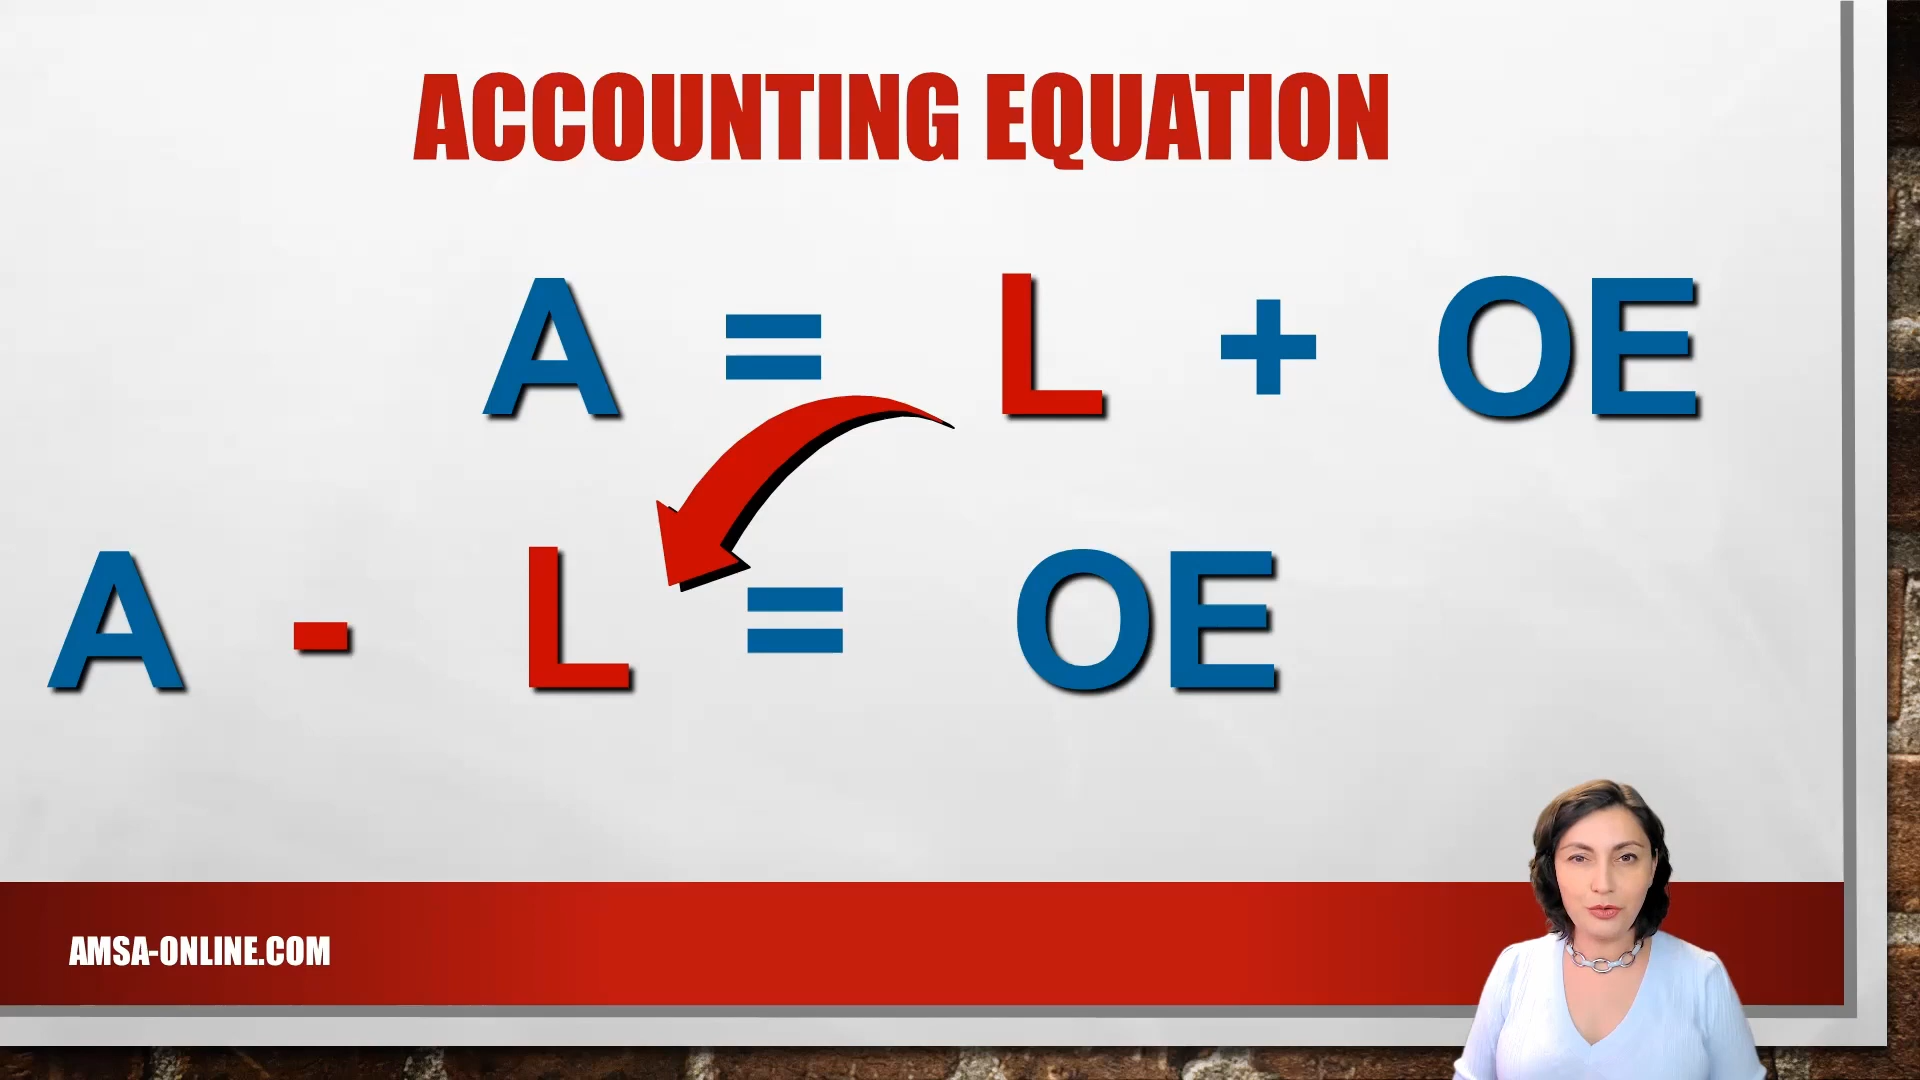 ACCOUNTING EQUATION
A = L + OE
A - L = OE
AMSA-ONLINE.COM